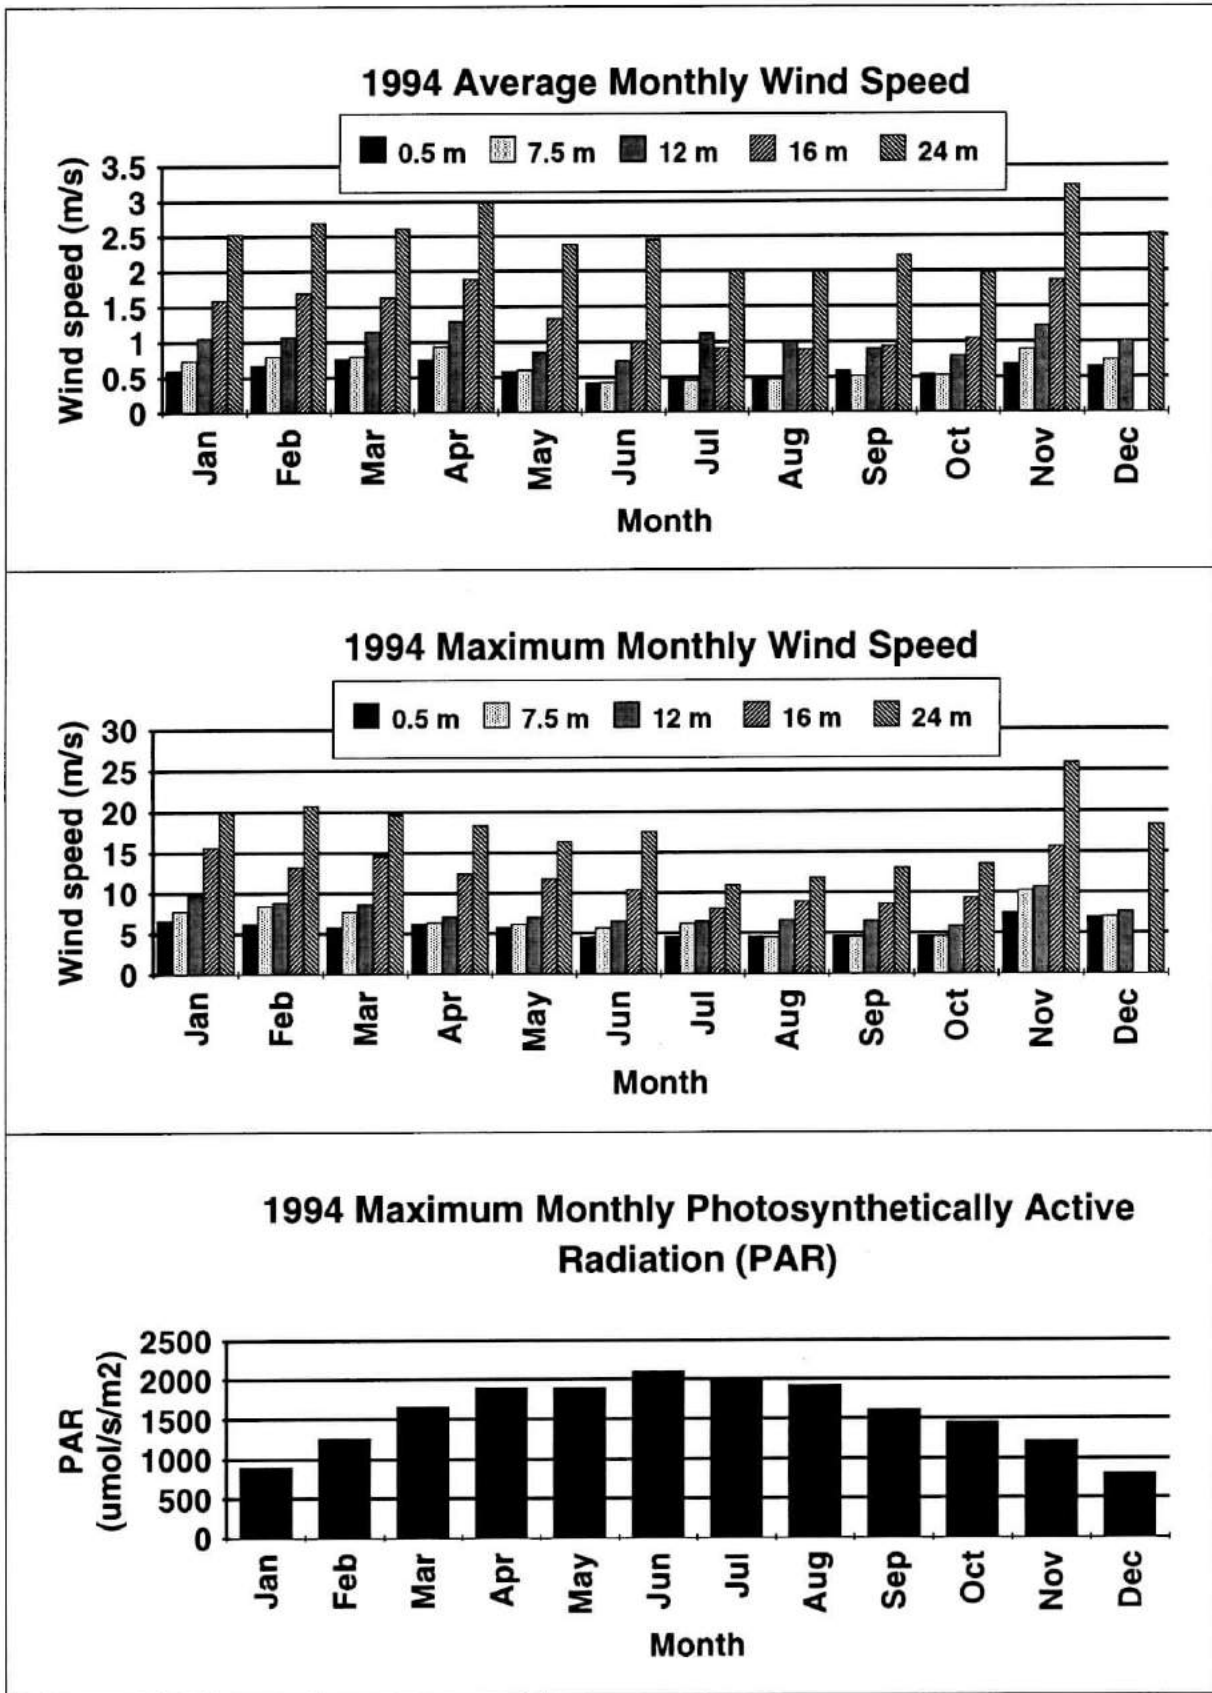 1994 Average Monthly Wind Speed
0.5 m 7.5 m 12 m 16 m 24 m
Wind speed (m/s)
3.5
3
2.5
2
1.5
1
0.5
0
Jan Feb Mar Apr May Jun Jul Aug Sep Oct Nov Dec
Month
1994 Maximum Monthly Wind Speed
0.5 m 7.5 m 12 m 16 m 24 m
Wind speed (m/s)
30
25
20
15
10
5
0
Jan Feb Mar Apr May Jun Jul Aug Sep Oct Nov Dec
Month
1994 Maximum Monthly Photosynthetically Active
Radiation (PAR)
PAR
(umol/s/m2)
2500
2000
1500
1000
500
0
Jan Feb Mar Apr May Jun Jul Aug Sep Oct Nov Dec
Month